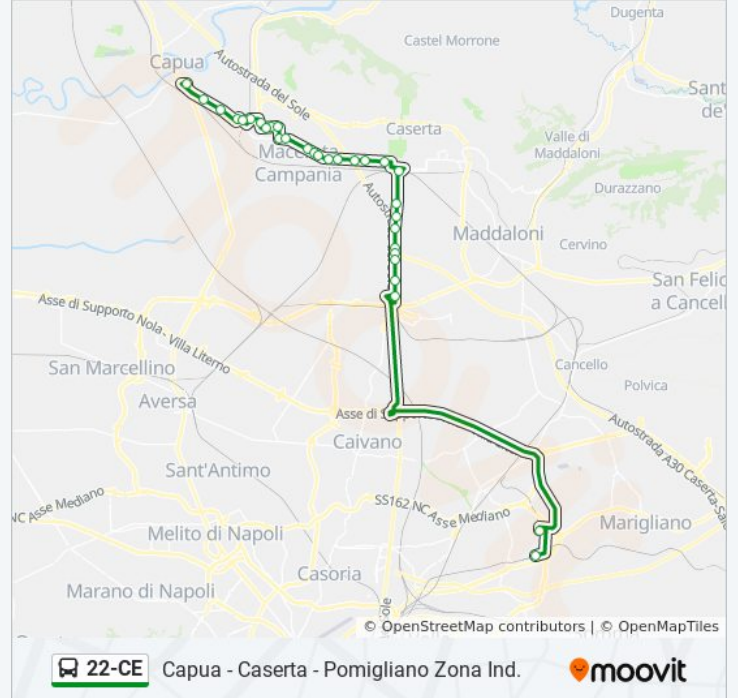 Dugenta
Castel Morrone
Capua
Autostrada del Sole
Sant
de'
Caserta
Valle di
Maddaloni
Campania
Durazzano
Maddaloni
Cervino
San Felic
a Cancell
Asse di Supporto Nola - Villa Literno
San Marcellino
Cancello
Polvica
Aversa
Asse di S
Caivano
Autostrada A30 Caserta-Sale
Sant'Antimo
SS162 NC Asse Mediano
NC Asse Mediano
Marigliano
Melito di Napoli
Casoria
Marano di Napoli
ole
© OpenStreetMap contributors | © OpenMapTiles
22-CE Capua - Caserta - Pomigliano Zona Ind. moovit